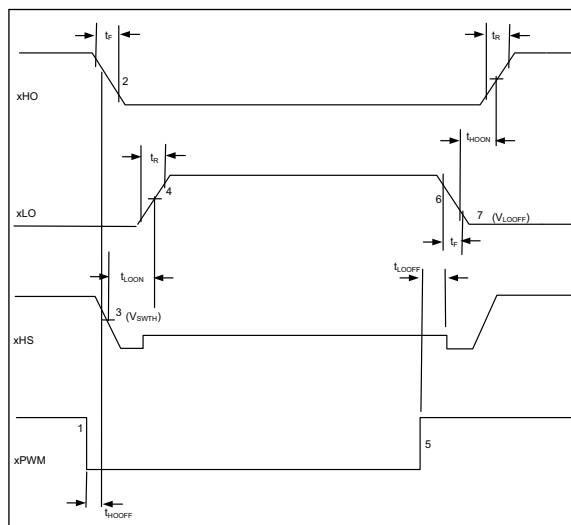 tF
tR
xHO
2
tHOON
tR
4
6
xLO
7 (VLOOFF)
tF
tLOON
tLOOFF
3 (VSWTH)
xHS
1
5
xPWM
tHOOFF